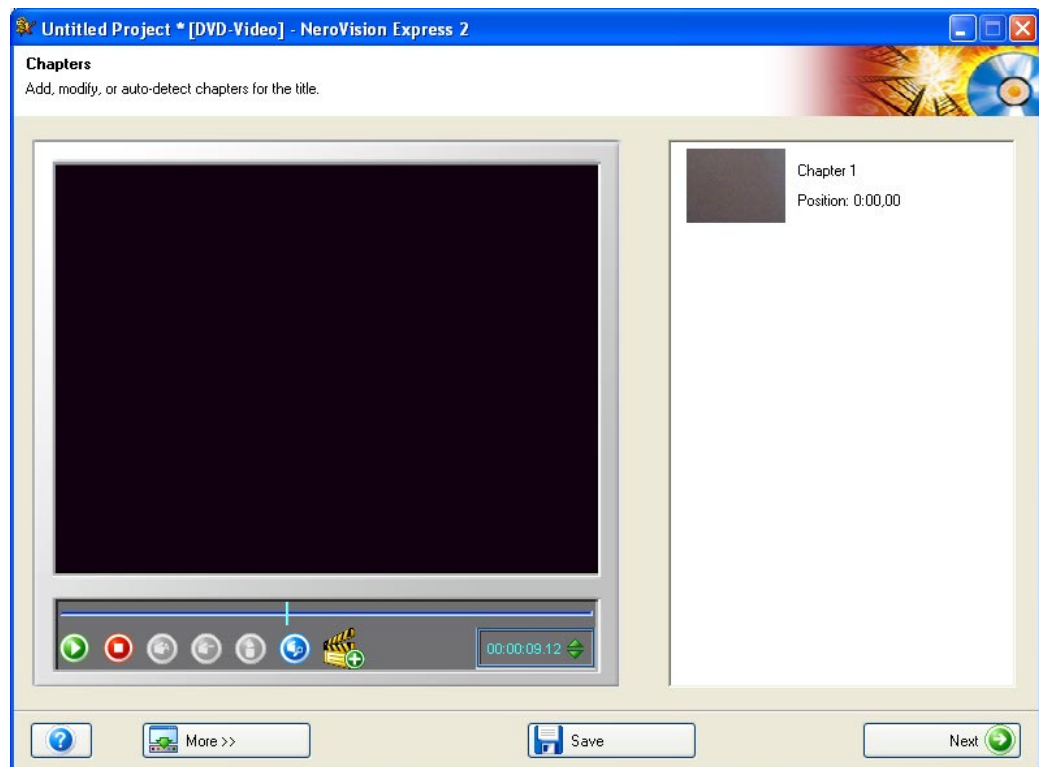 Untitled Project * [DVD-Video] - NeroVision Express 2
Chapters
Add, modify, or auto-detect chapters for the title.
Chapter 1
Position: 0:00,00
00:00:09.12
More >>
Save
Next